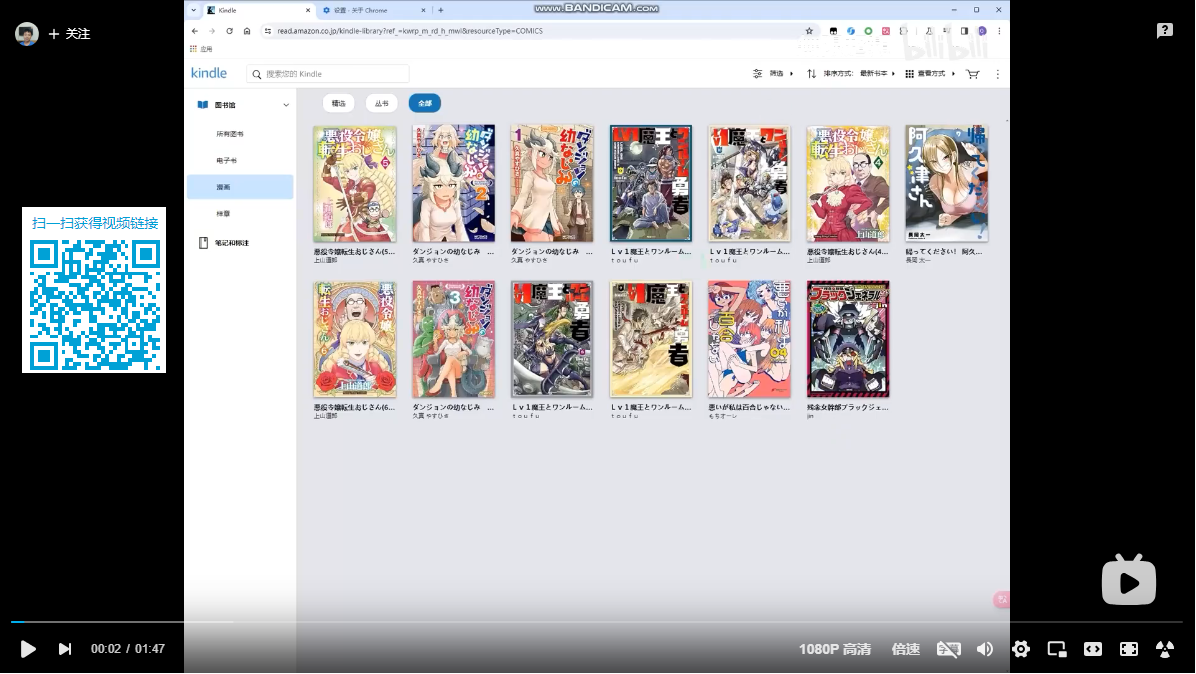 Kindle
设置 - 关于 Chrome
WWW.BANDICAM.COM
+ 关注
read.amazon.co.jp/kindle-library?ref_=kwrp_m_rd_h_mwl&resourceType=COMICS
应用
bilibili
kindle
搜索您的 Kindle
筛选
排序方式: 最新书本
查看方式
图书馆
所有图书
电子书
漫画
样章
笔记和标注
精选
丛书
全部
悪役令嬢転生おじさん(5...
上山道郎
ダンジョンの幼なじみ ...
久真 やすひさ
ダンジョンの幼なじみ ...
久真 やすひさ
Ｌｖ１魔王とワンルーム...
ｔｏｕｆｕ
Ｌｖ１魔王とワンルーム...
ｔｏｕｆｕ
悪役令嬢転生おじさん(4...
上山道郎
帰ってください！ 阿久...
長岡 太一
悪役令嬢転生おじさん(6...
上山道郎
ダンジョンの幼なじみ ...
久真 やすひさ
Ｌｖ１魔王とワンルーム...
ｔｏｕｆｕ
Ｌｖ１魔王とワンルーム...
ｔｏｕｆｕ
悪いが私は百合じゃない...
もちオーレ
残念女幹部ブラックジェ...
jin
扫一扫获得视频链接
00:02 / 01:47
1080P 高清
倍速
字幕